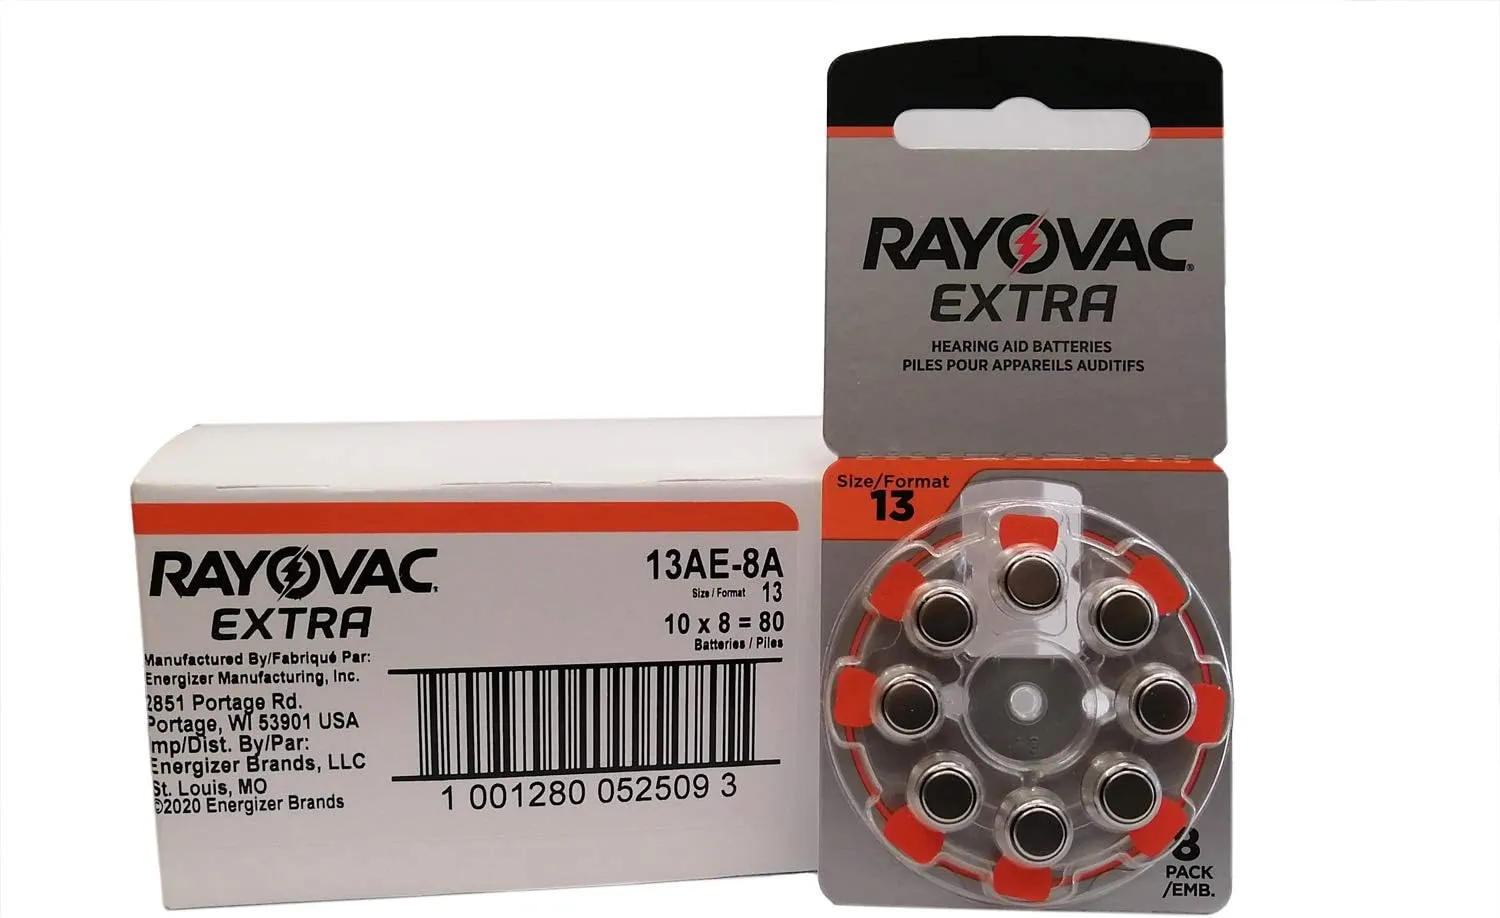 RAYOVAC
EXTRA
13AE-8A
Size / Format 13
10 x 8 = 80
Batteries / Piles
Manufactured By/Fabriqué Par:
Energizer Manufacturing, Inc.
2851 Portage Rd.
Portage, WI 53901 USA
Imp/Dist. By/Par:
Energizer Brands, LLC
St. Louis, MO
©2020 Energizer Brands
1 001280 052509 3
RAYOVAC®
EXTRA
HEARING AID BATTERIES
PILES POUR APPAREILS AUDITIFS
Size/Format
13
8
PACK
/EMB.